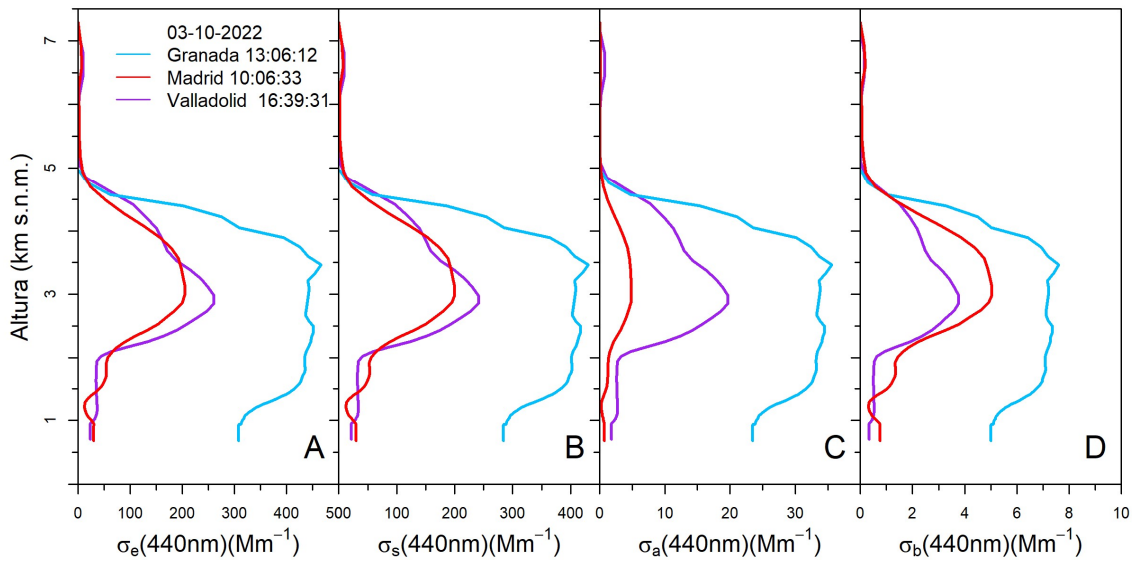 03-10-2022
Granada 13:06:12
Madrid 10:06:33
Valladolid 16:39:31
Altura (km s.n.m.)
7
5
3
1
A
B
C
D
0 100 200 300 400 500
0 100 200 300 400
0 10 20 30
0 2 4 6 8 10
σe(440nm)(Mm⁻¹)
σs(440nm)(Mm⁻¹)
σa(440nm)(Mm⁻¹)
σb(440nm)(Mm⁻¹)